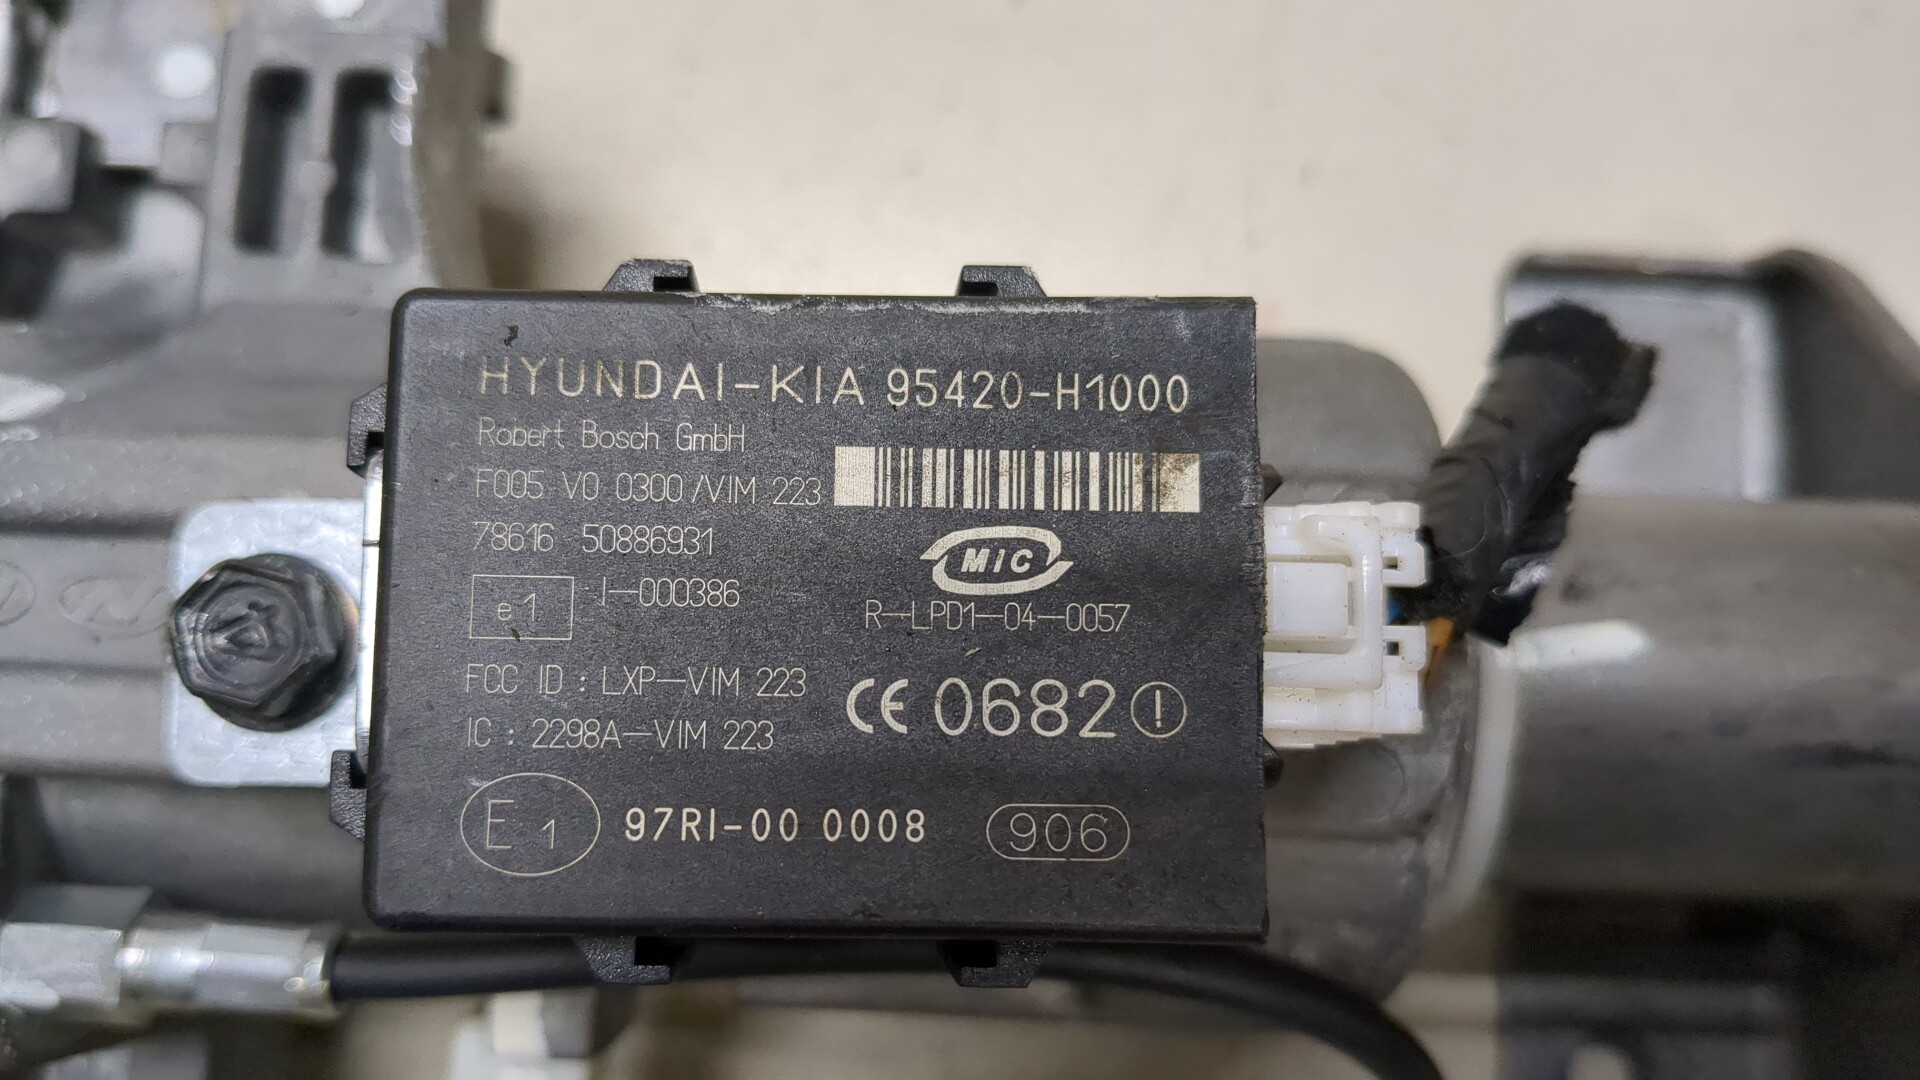 HYUNDAI-KIA 95420-H1000
Robert Bosch GmbH
F005 V0 0300/VIM 223
78616 50886931
e1 I-000386
MIC
R-LPD1-04-0057
FCC ID : LXP-VIM 223
IC : 2298A-VIM 223
CE 0682 !
E 1 97RI-00 0008 906